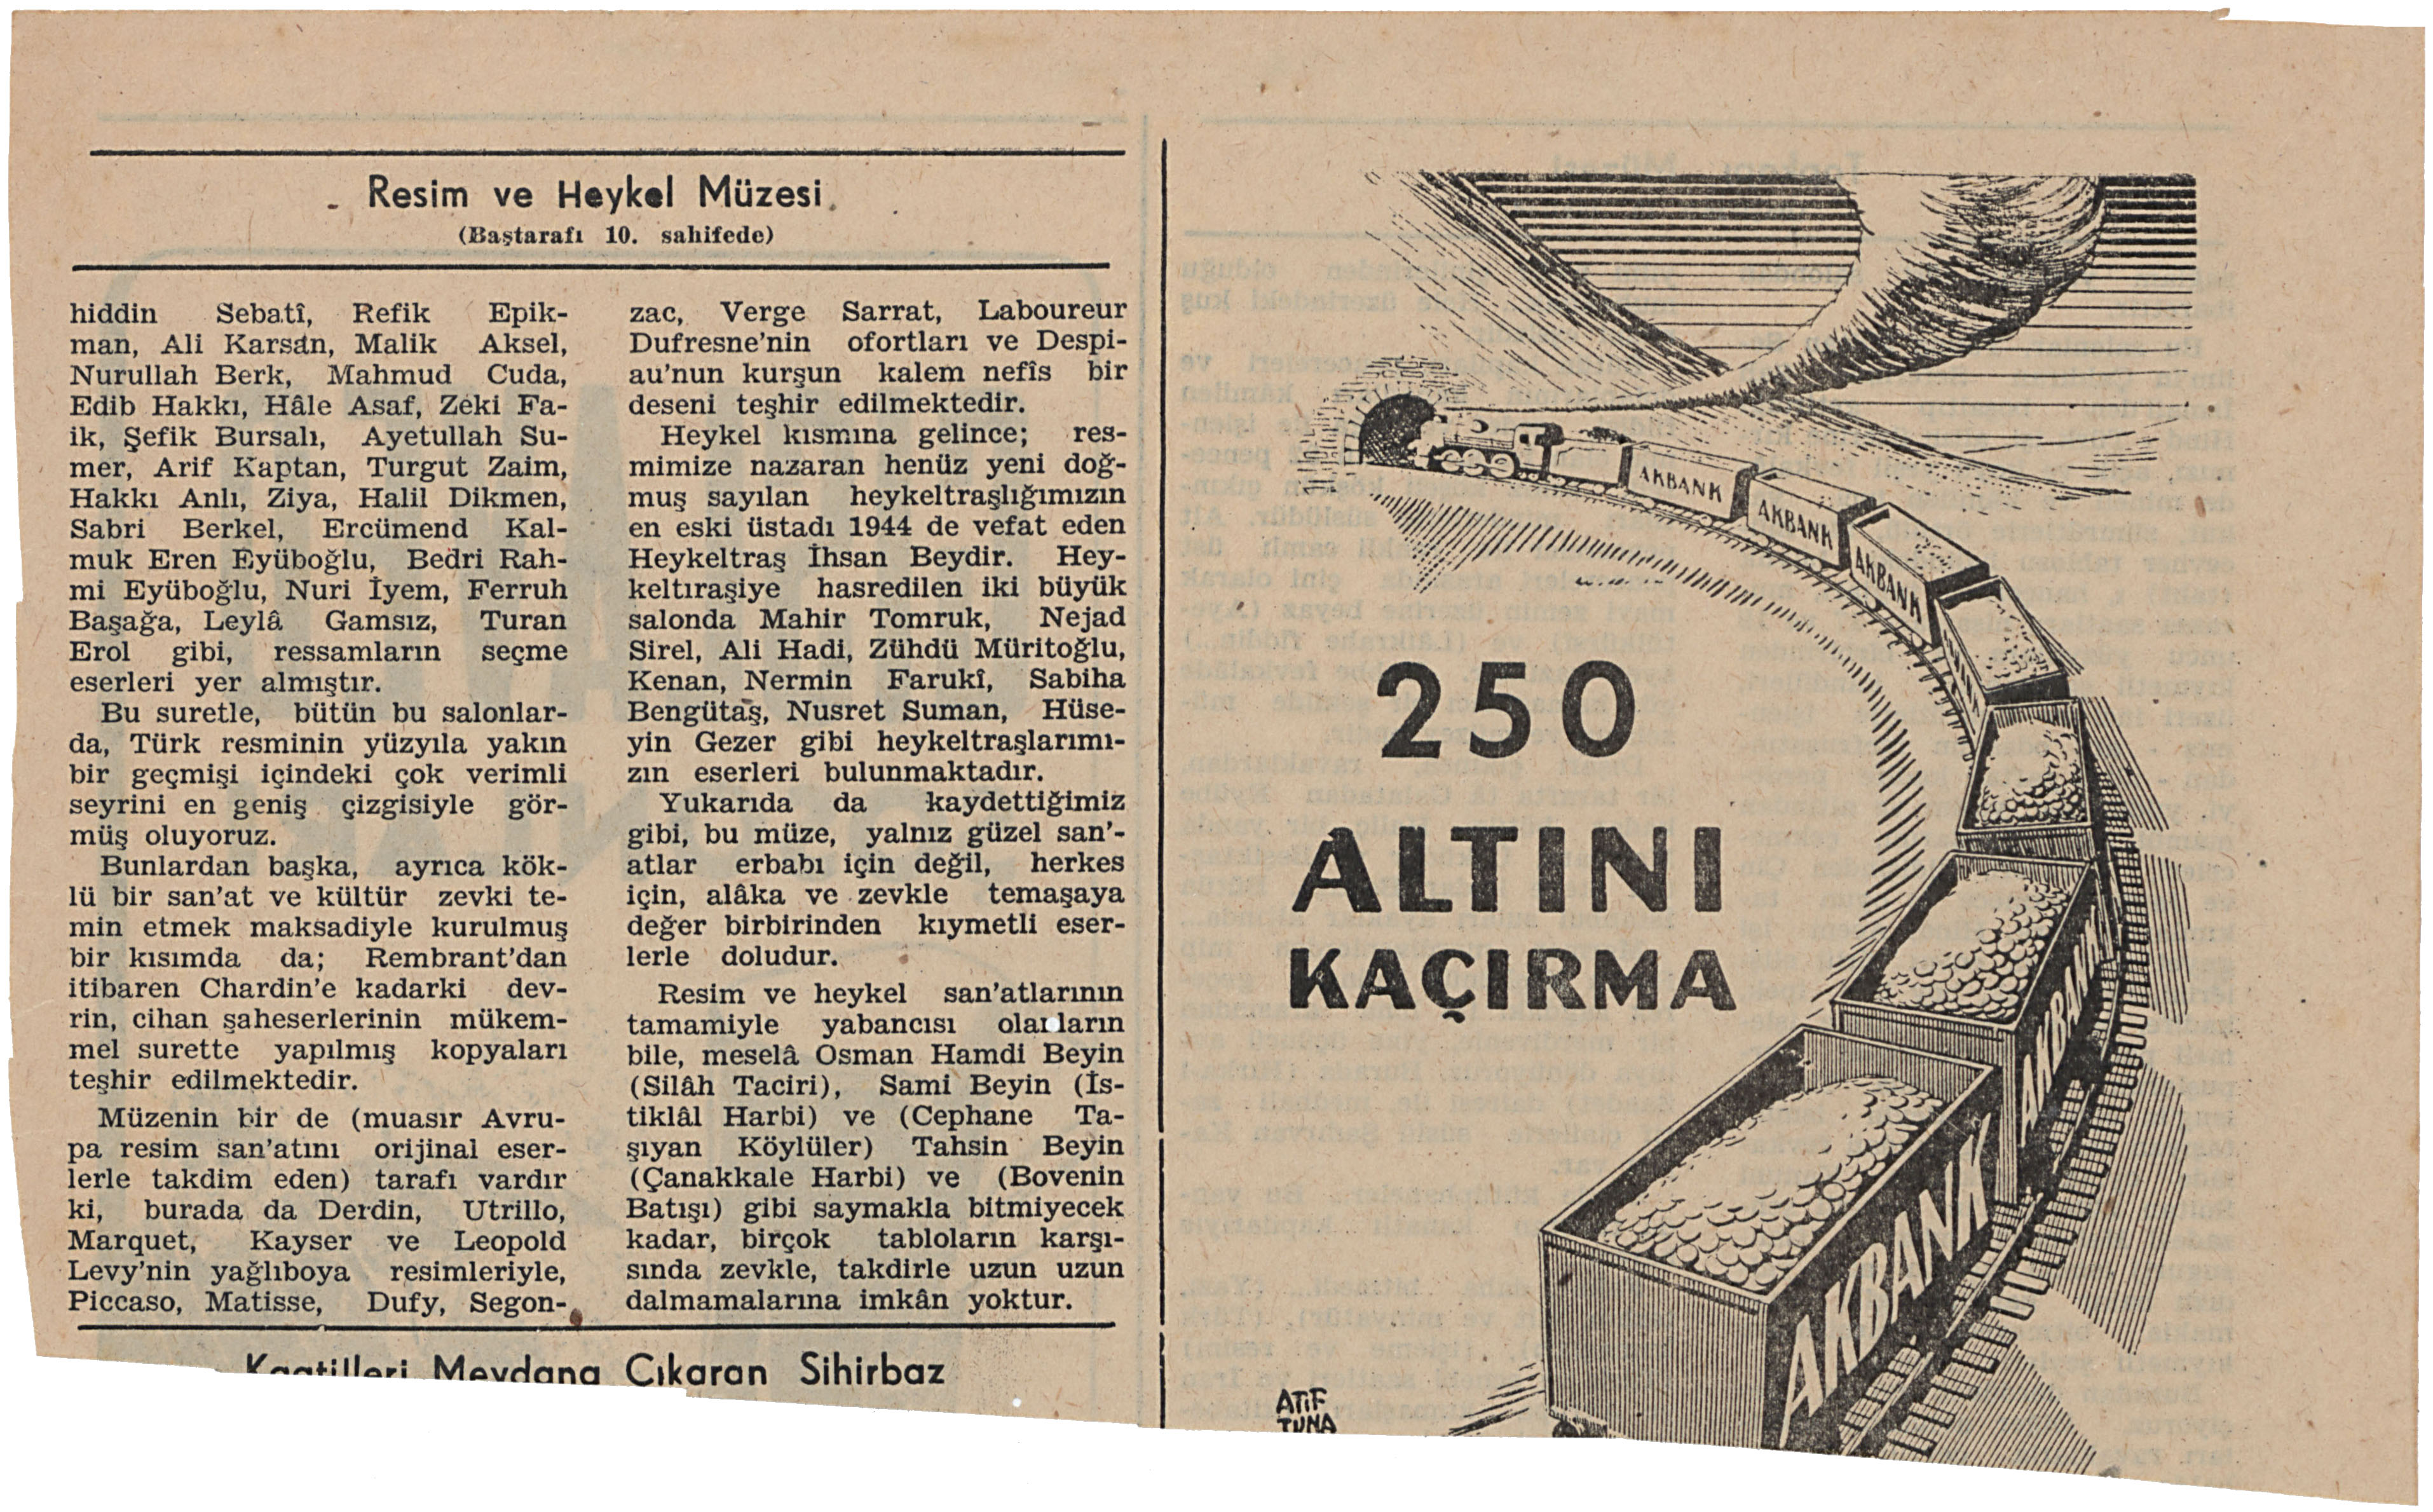 Resim ve Heykel Müzesi
(Baştarafı 10. sahifede)
hiddin Sebatî, Refik Epik-
man, Ali Karsan, Malik Aksel,
Nurullah Berk, Mahmud Cuda,
Edib Hakkı, Hâle Asaf, Zeki Fa-
ik, Şefik Bursalı, Ayetullah Su-
mer, Arif Kaptan, Turgut Zaim,
Hakkı Anlı, Ziya, Halil Dikmen,
Sabri Berkel, Ercümend Kal-
muk Eren Eyüboğlu, Bedri Rah-
mi Eyüboğlu, Nuri İyem, Ferruh
Başağa, Leylâ Gamsız, Turan
Erol gibi, ressamların seçme
eserleri yer almıştır.
Bu suretle, bütün bu salonlar-
da, Türk resminin yüzyıla yakın
bir geçmişi içindeki çok verimli
seyrini en geniş çizgisiyle gör-
müş oluyoruz.
Bunlardan başka, ayrıca kök-
lü bir san'at ve kültür zevki te-
min etmek maksadiyle kurulmuş
bir kısımda da; Rembrant'dan
itibaren Chardin'e kadarki dev-
rin, cihan şaheserlerinin mükem-
mel surette yapılmış kopyaları
teşhir edilmektedir.
Müzenin bir de (muasır Avru-
pa resim san'atını orijinal eser-
lerle takdim eden) tarafı vardır
ki, burada da Derdin, Utrillo,
Marquet, Kayser ve Leopold
Levy'nin yağlıboya resimleriyle,
Piccaso, Matisse, Dufy, Segon-
zac, Verge Sarrat, Laboureur
Dufresne'nin ofortları ve Despi-
au'nun kurşun kalem nefîs bir
deseni teşhir edilmektedir.
Heykel kısmına gelince; res-
mimize nazaran henüz yeni doğ-
muş sayılan heykeltraşlığımızın
en eski üstadı 1944 de vefat eden
Heykeltraş İhsan Beydir. Hey-
keltıraşiye hasredilen iki büyük
salonda Mahir Tomruk, Nejad
Sirel, Ali Hadi, Zühdü Müritoğlu,
Kenan, Nermin Farukî, Sabiha
Bengütaş, Nusret Suman, Hüse-
yin Gezer gibi heykeltraşlarımı-
zın eserleri bulunmaktadır.
Yukarıda da kaydettiğimiz
gibi, bu müze, yalnız güzel san'-
atlar erbabı için değil, herkes
için, alâka ve zevkle temaşaya
değer birbirinden kıymetli eser-
lerle doludur.
Resim ve heykel san'atlarının
tamamiyle yabancısı olanların
bile, meselâ Osman Hamdi Beyin
(Silâh Taciri), Sami Beyin (İs-
tiklâl Harbi) ve (Cephane Ta-
şıyan Köylüler) Tahsin Beyin
(Çanakkale Harbi) ve (Bovenin
Batışı) gibi saymakla bitmiyecek
kadar, birçok tabloların karşı-
sında zevkle, takdirle uzun uzun
dalmamalarına imkân yoktur.
Kaatilleri Meydana Çıkaran Sihirbaz
AKBANK
AKBANK
AKBANK
250
ALTINI
KAÇIRMA
AKBANK
AKBANK
ATIF
TUNA